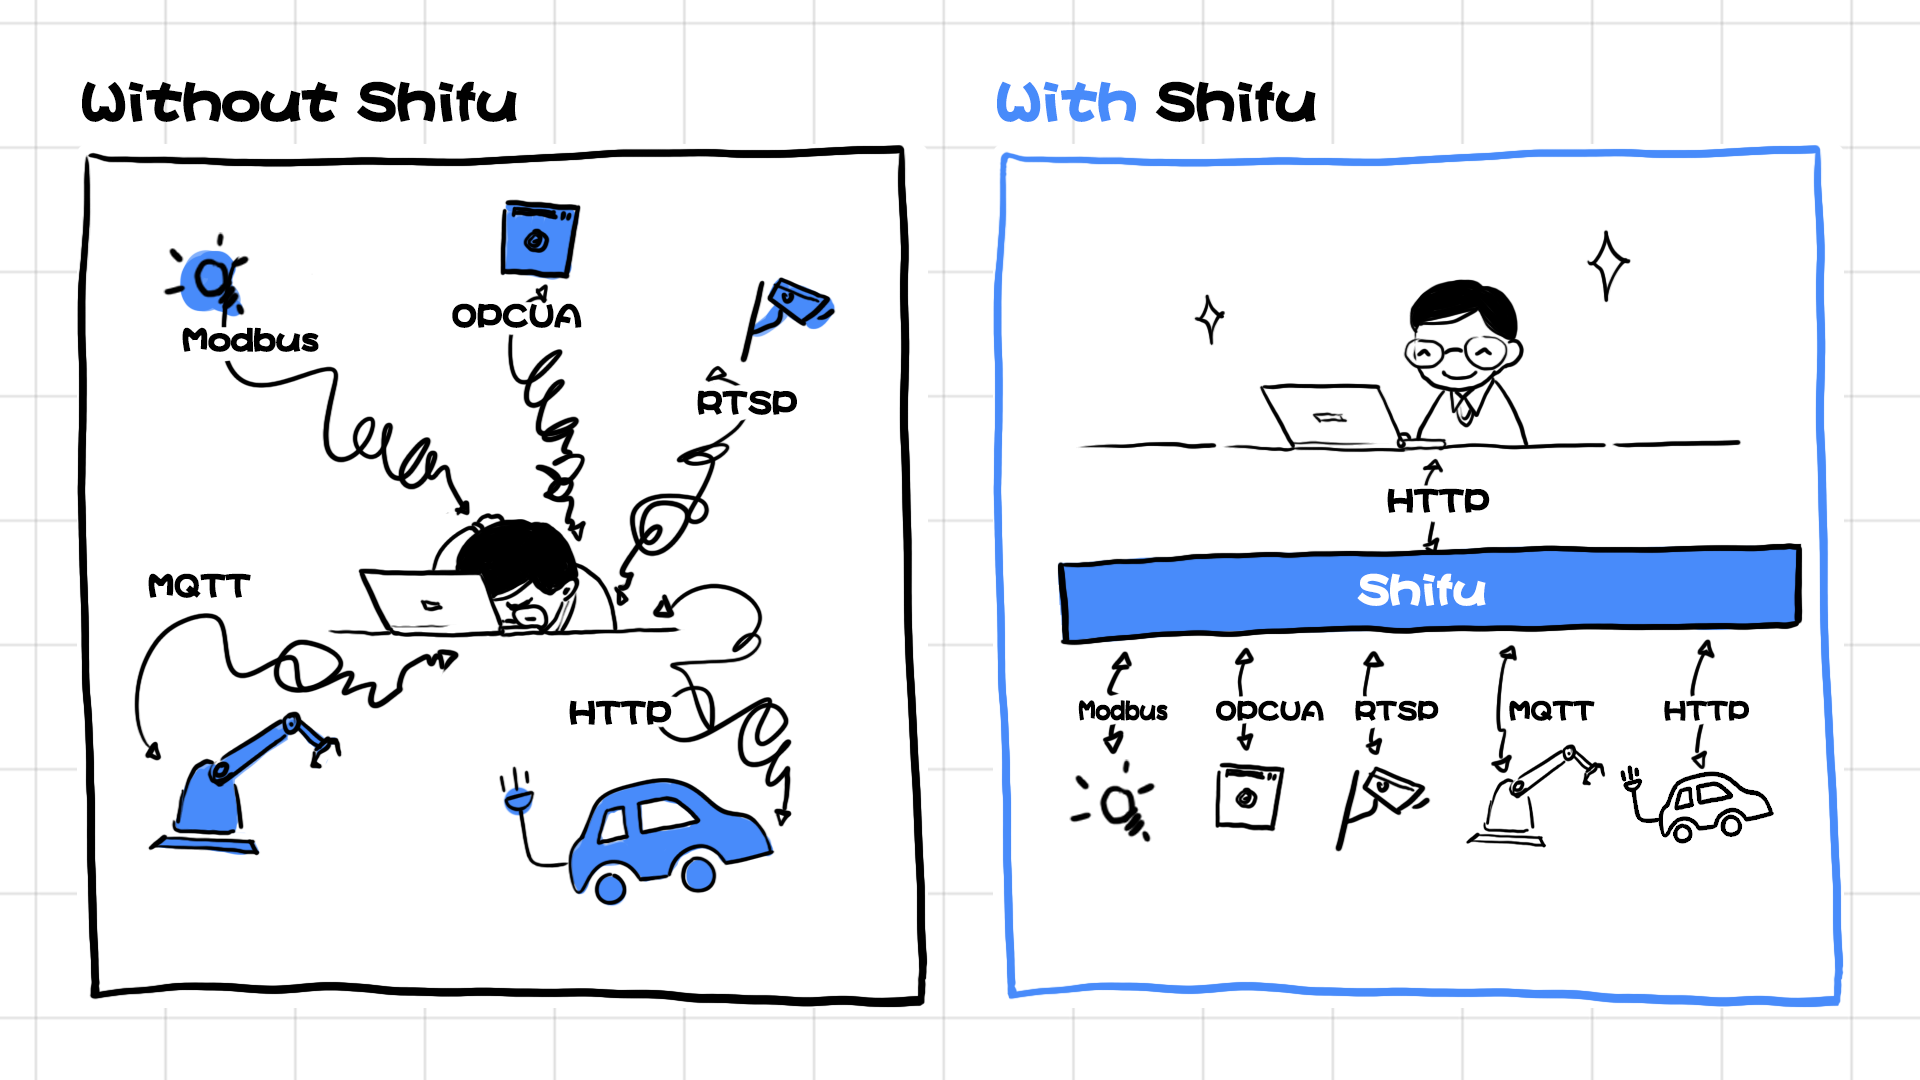 Without Shifu
Modbus
OPCUA
RTSP
MQTT
HTTP
With Shifu
HTTP
Shifu
Modbus OPCUA RTSP MQTT HTTP